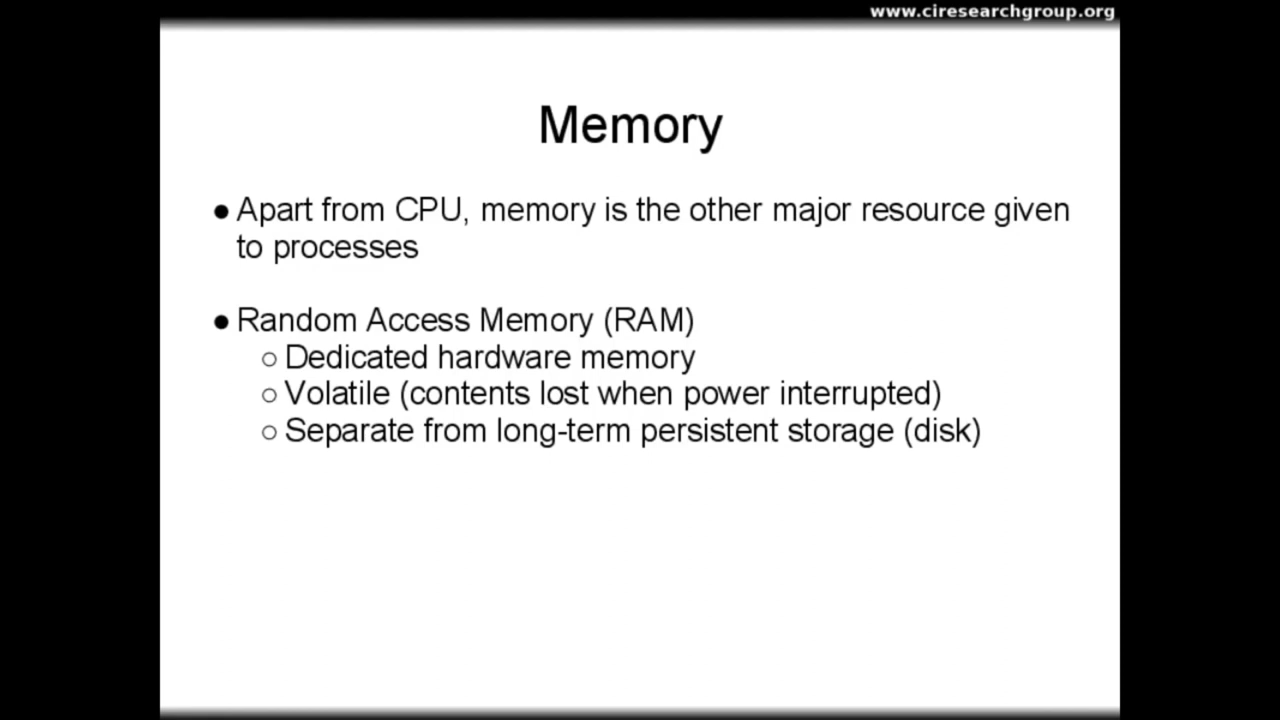 www.ciresearchgroup.org
Memory
● Apart from CPU, memory is the other major resource given
to processes
● Random Access Memory (RAM)
○ Dedicated hardware memory
○ Volatile (contents lost when power interrupted)
○ Separate from long-term persistent storage (disk)